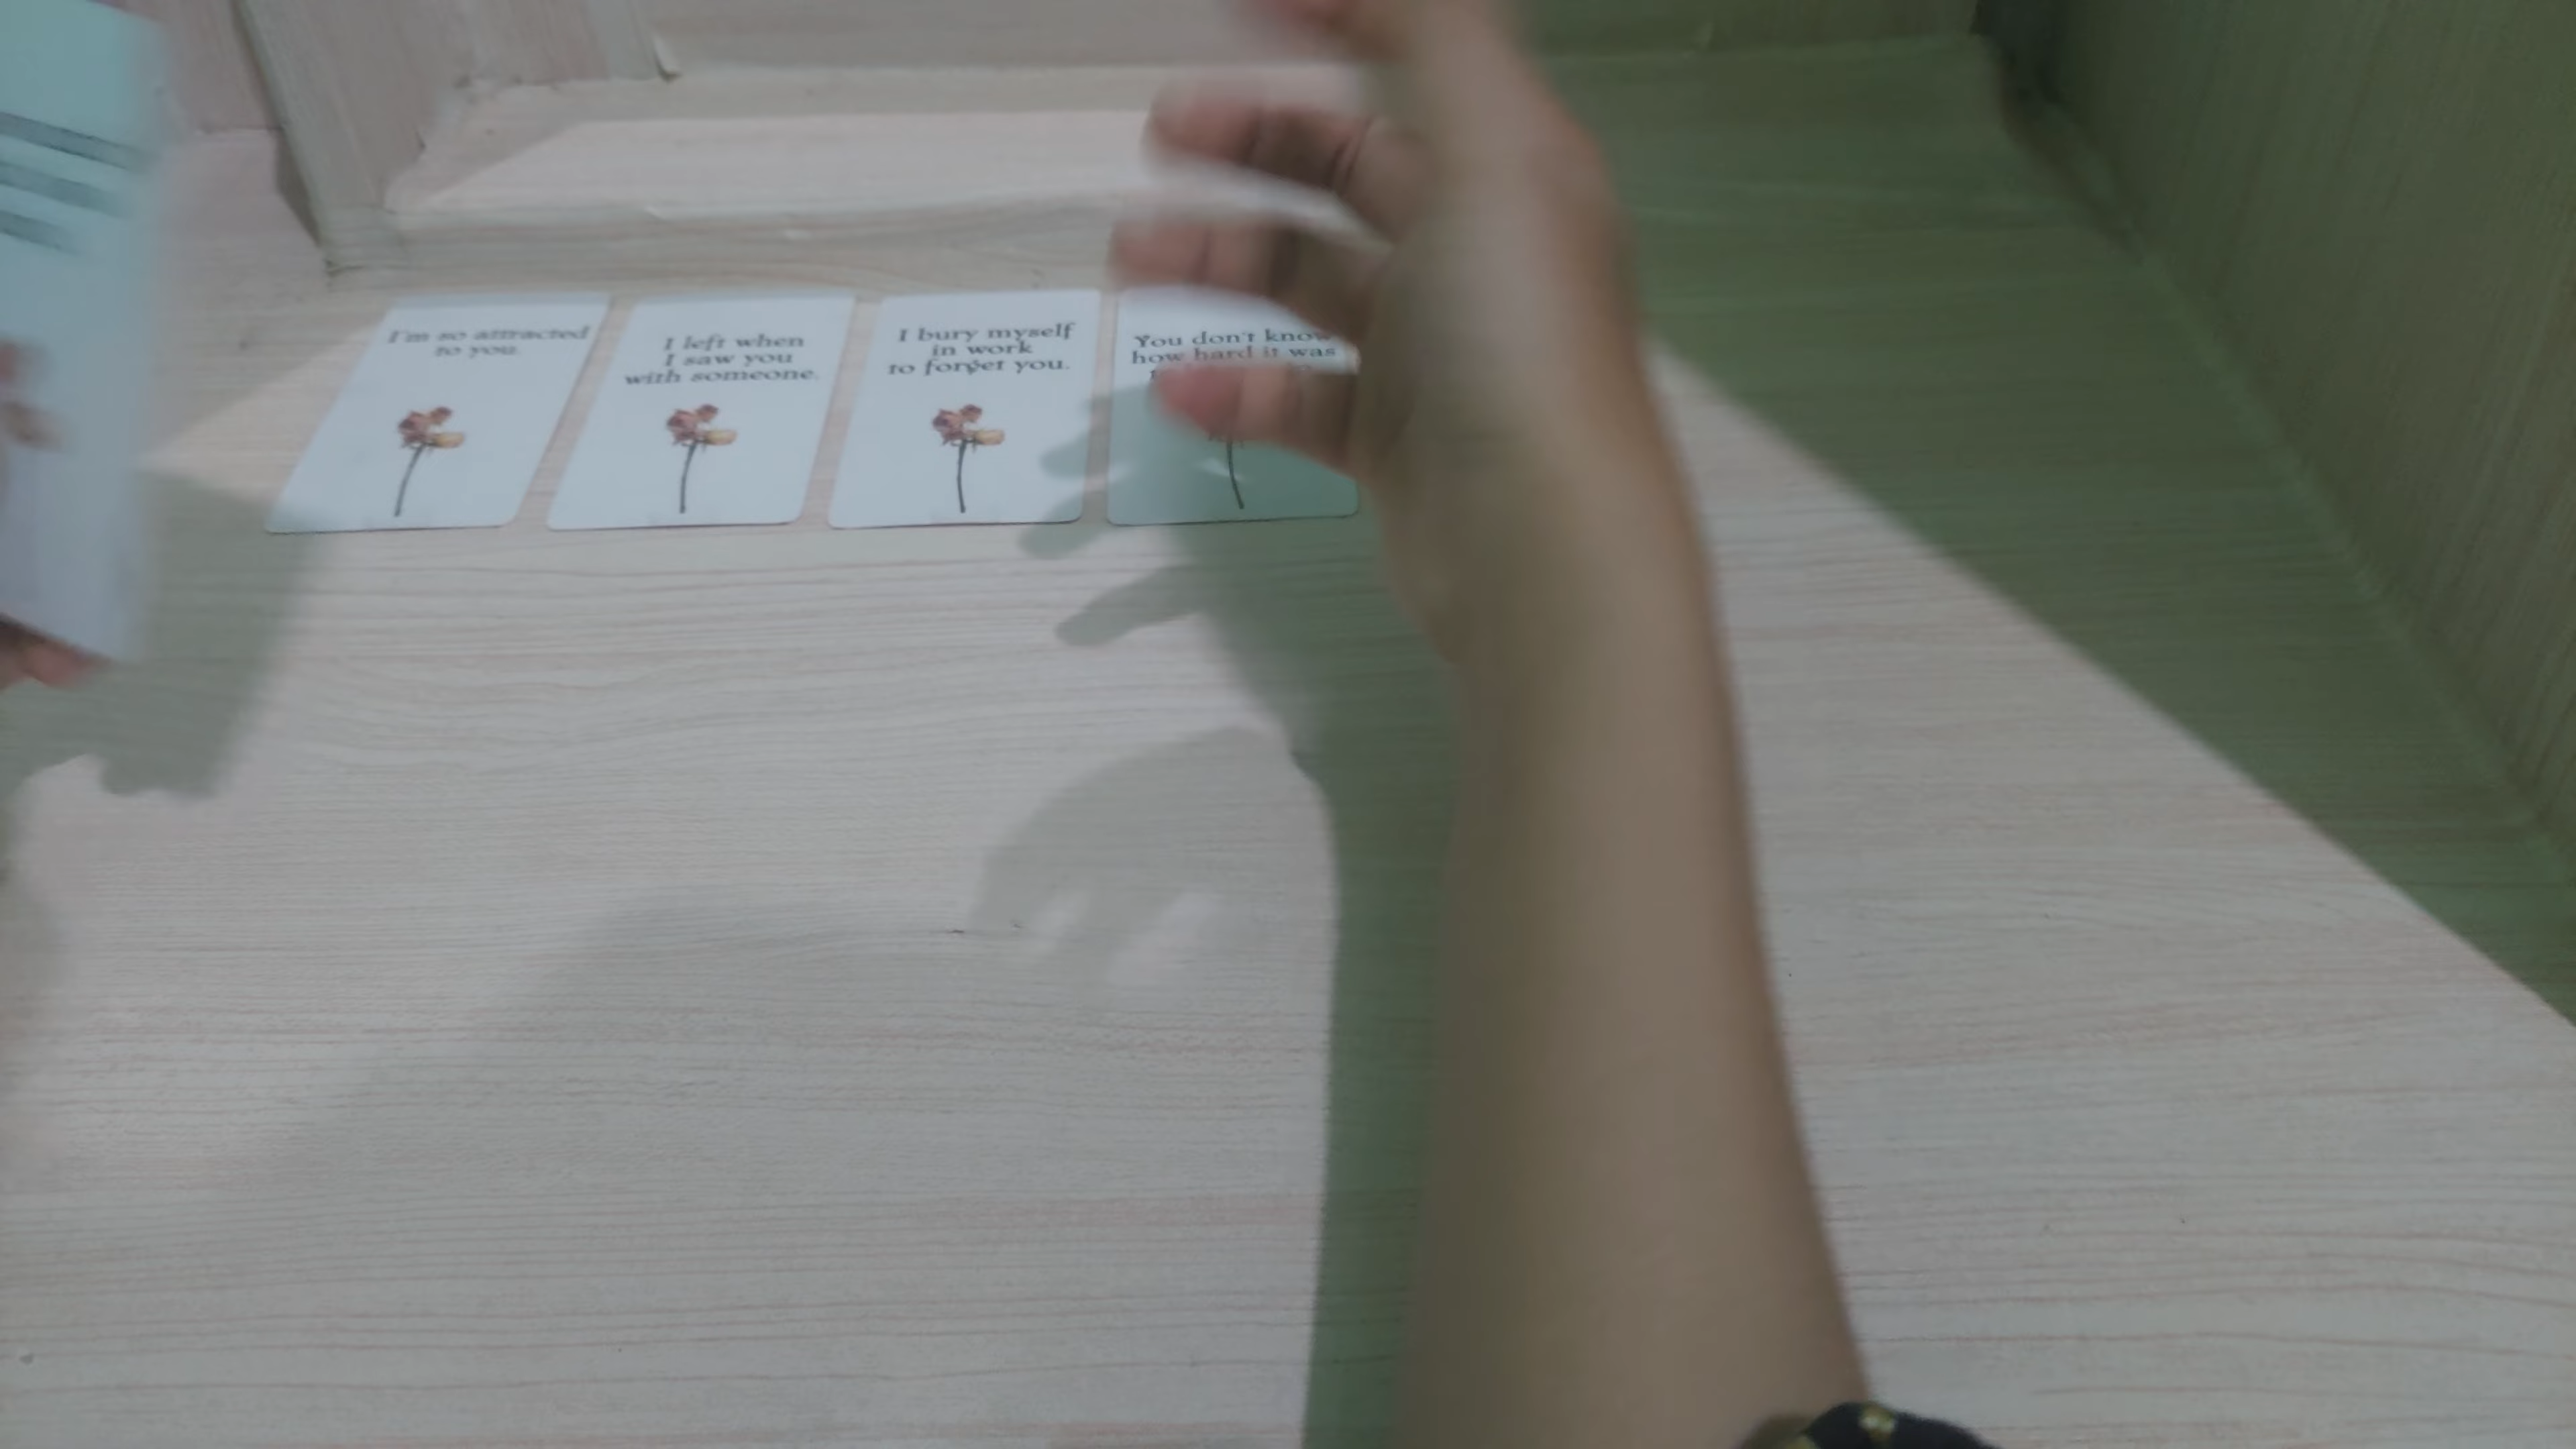 I'm so attracted
to you.
I left when
I saw you
with someone.
I bury myself
in work
to forget you.
You don't know
how hard it was